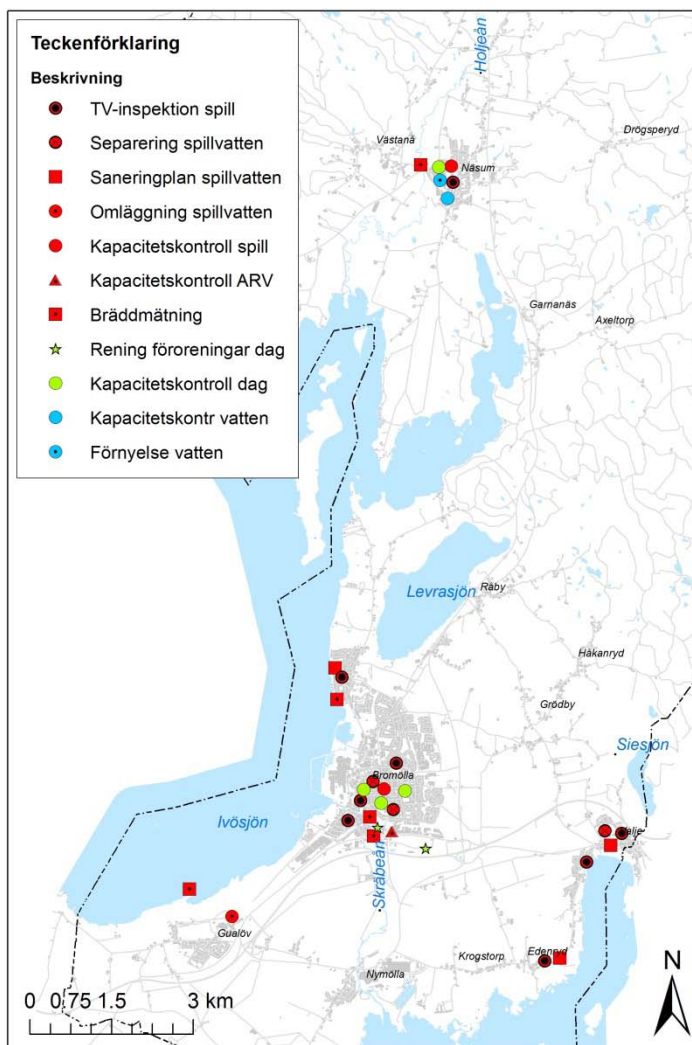 Teckenförklaring
Beskrivning
TV-inspektion spill
Separering spillvatten
Saneringplan spillvatten
Omläggning spillvatten
Kapacitetskontroll spill
Kapacitetskontroll ARV
Bräddmätning
Rening föroreningar dag
Kapacitetskontroll dag
Kapacitetskontr vatten
Förnyelse vatten
Holjeån
Västanå
Drögsperyd
Näsum
Garnanäs
Axeltorp
Levrasjön
Råby
Håkanryd
Grödby
Siesjön
Bromölla
Ivösjön
Skräbeån
Gualöv
Krogstorp
Edenryd
Nymölla
0 0.75 1.5 3 km
N